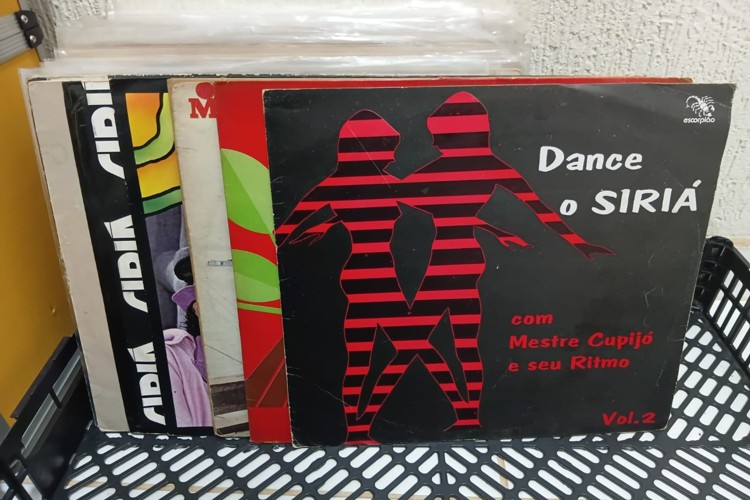 SIRIÁ SIRIÁ SIRIÁ
M
escorpião
Dance
o SIRIÁ
com
Mestre Cupijó
e seu Ritmo
Vol.2